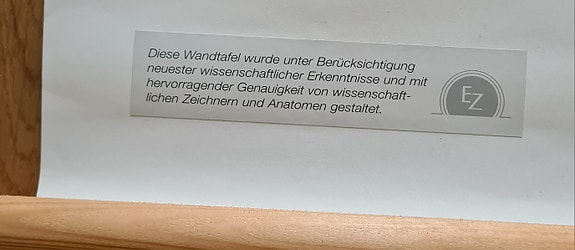 Diese Wandtafel wurde unter Berücksichtigung
neuester wissenschaftlicher Erkenntnisse und mit
hervorragender Genauigkeit von wissenschaft-
lichen Zeichnern und Anatomen gestaltet.
EZ